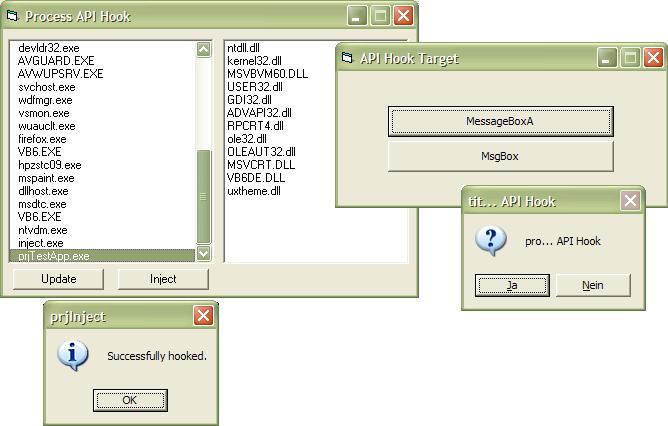 Process API Hook
devldr32.exe
AVGUARD.EXE
AVWUPSRV.EXE
svchost.exe
wdfmgr.exe
vsmon.exe
wuauclt.exe
firefox.exe
VB6.EXE
hpzstc09.exe
mspaint.exe
dllhost.exe
msdtc.exe
VB6.EXE
ntvdm.exe
inject.exe
prjTestApp.exe
Update
Inject
ntdll.dll
kernel32.dll
MSVBVM60.DLL
USER32.dll
GDI32.dll
ADVAPI32.dll
RPCRT4.dll
ole32.dll
OLEAUT32.dll
MSVCRT.DLL
VB6DE.DLL
uxtheme.dll
API Hook Target
MessageBoxA
MsgBox
tit... API Hook
pro... API Hook
Ja
Nein
prjInject
Successfully hooked.
OK